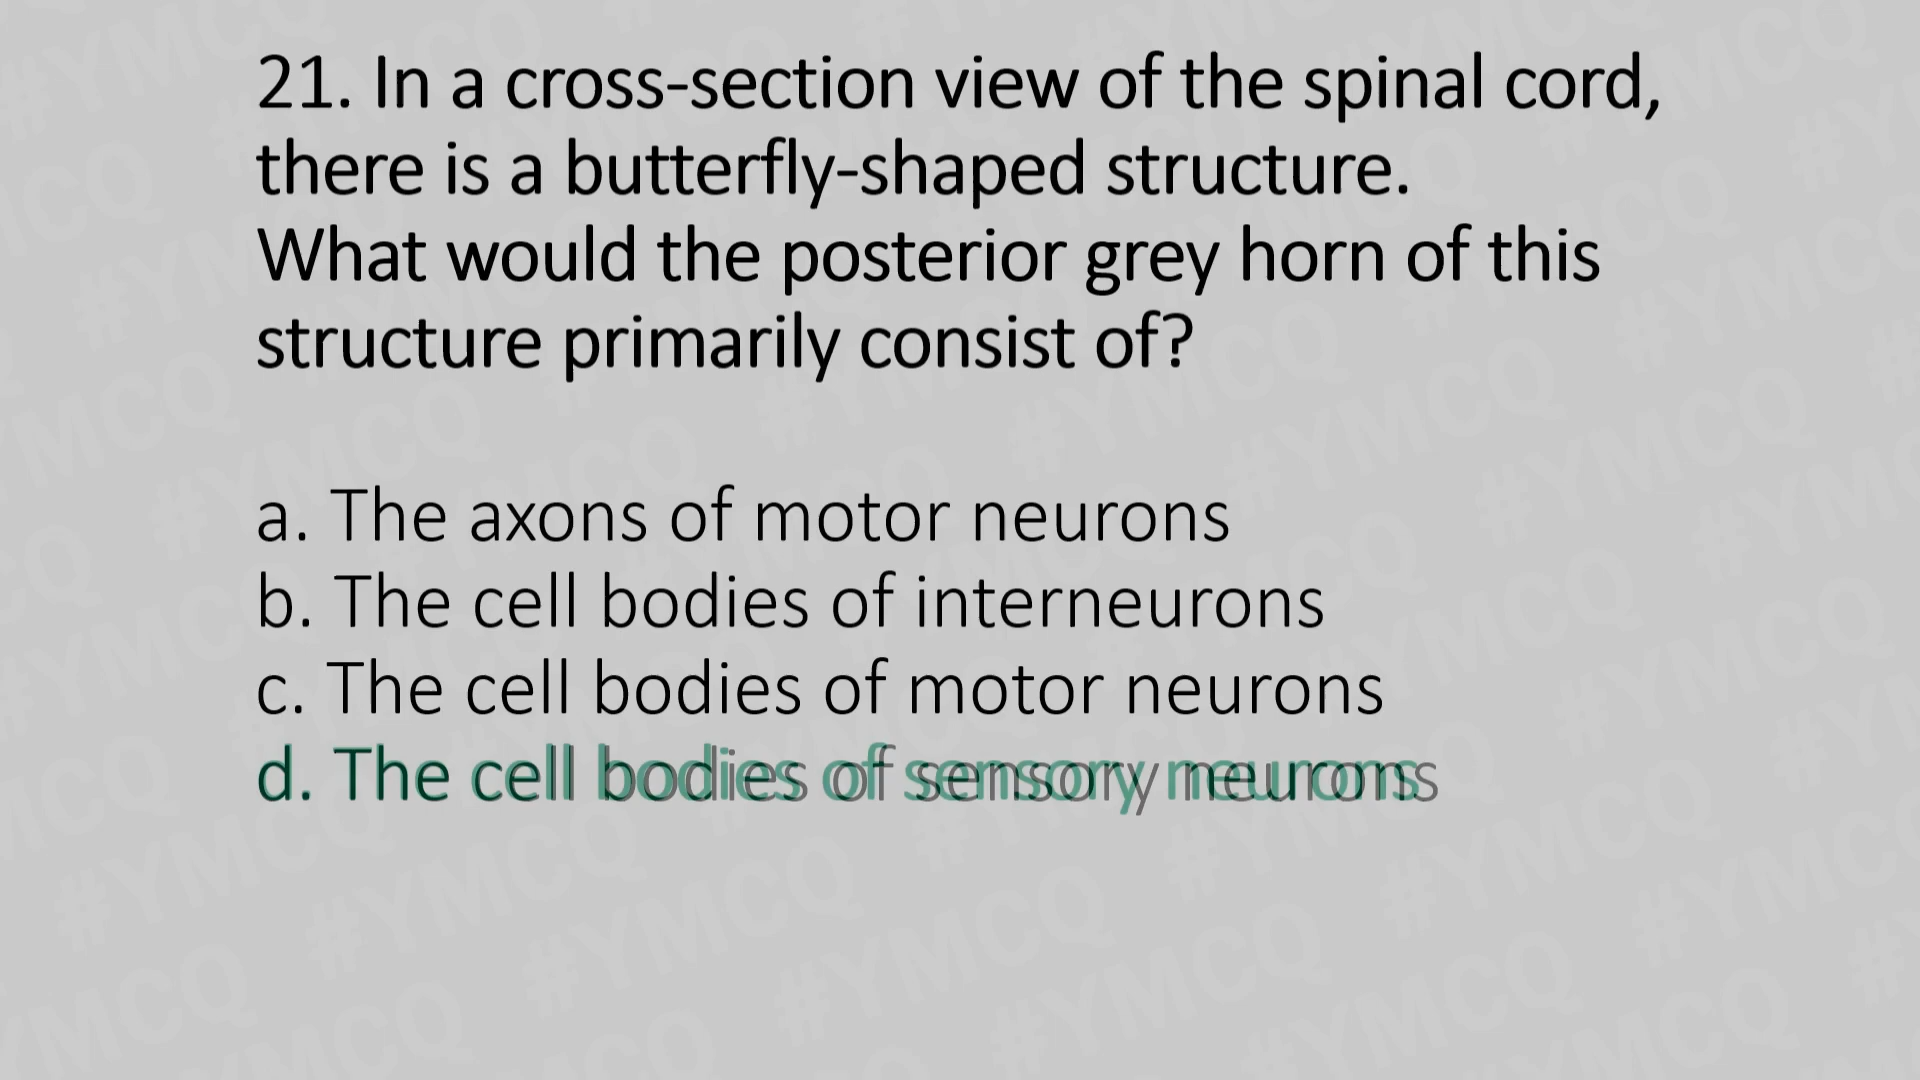 21. In a cross-section view of the spinal cord,
there is a butterfly-shaped structure.
What would the posterior grey horn of this
structure primarily consist of?
a. The axons of motor neurons
b. The cell bodies of interneurons
c. The cell bodies of motor neurons
d. The cell bodies of sensory neurons
#YMCQ